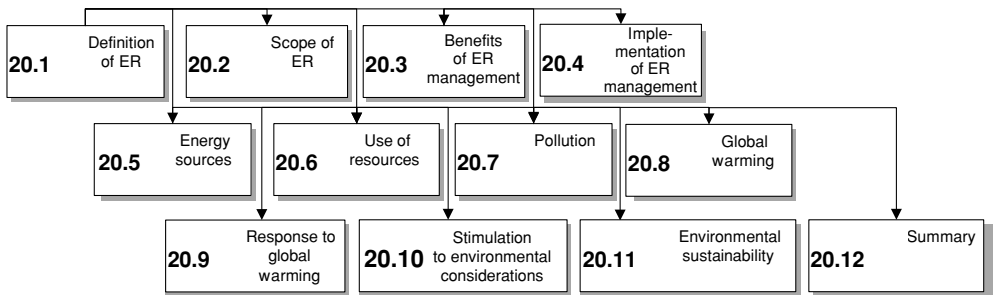 20.1
Definition
of ER
20.2
Scope of
ER
20.3
Benefits
of ER
management
20.4
Imple-
mentation
of ER
management
20.5
Energy
sources
20.6
Use of
resources
20.7
Pollution
20.8
Global
warming
20.9
Response to
global
warming
20.10
Stimulation
to environmental
considerations
20.11
Environmental
sustainability
20.12
Summary